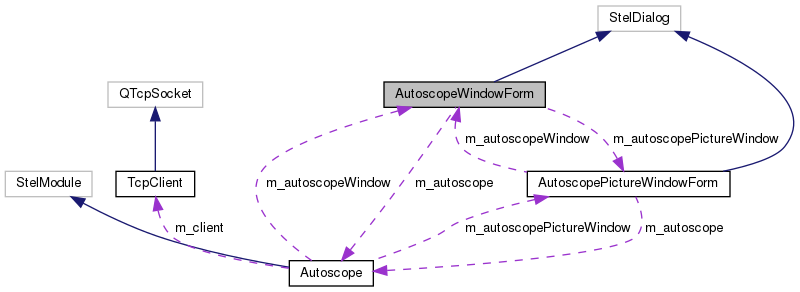 StelDialog
QTcpSocket
AutoscopeWindowForm
m_autoscopeWindow
m_autoscopePictureWindow
StelModule
TcpClient
m_autoscopeWindow
m_autoscope
AutoscopePictureWindowForm
m_client
m_autoscopePictureWindow
m_autoscope
Autoscope